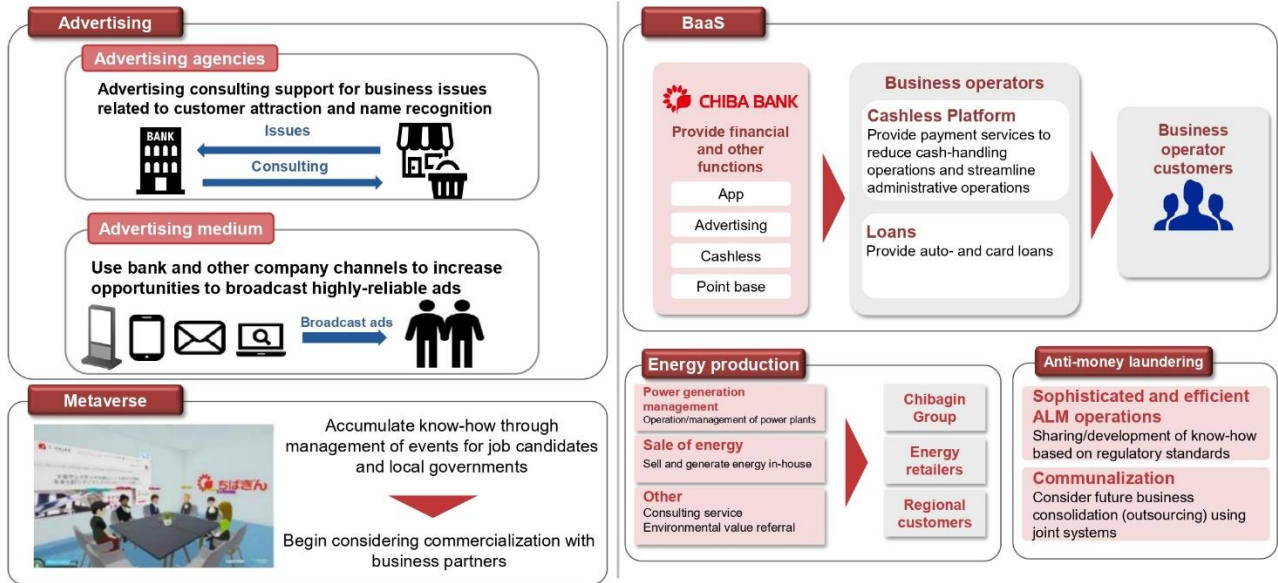 Advertising
Advertising agencies
Advertising consulting support for business issues
related to customer attraction and name recognition
BANK
Issues
Consulting
Advertising medium
Use bank and other company channels to increase
opportunities to broadcast highly-reliable ads
Broadcast ads
Metaverse
ちばぎん
Accumulate know-how through
management of events for job candidates
and local governments
Begin considering commercialization with
business partners
BaaS
CHIBA BANK
Provide financial
and other
functions
App
Advertising
Cashless
Point base
Business operators
Cashless Platform
Provide payment services to
reduce cash-handling
operations and streamline
administrative operations
Loans
Provide auto- and card loans
Business
operator
customers
Energy production
Power generation
management
Operation/management of power plants
Sale of energy
Sell and generate energy in-house
Other
Consulting service
Environmental value referral
Chibagin
Group
Energy
retailers
Regional
customers
Anti-money laundering
Sophisticated and efficient
ALM operations
Sharing/development of know-how
based on regulatory standards
Communalization
Consider future business
consolidation (outsourcing) using
joint systems